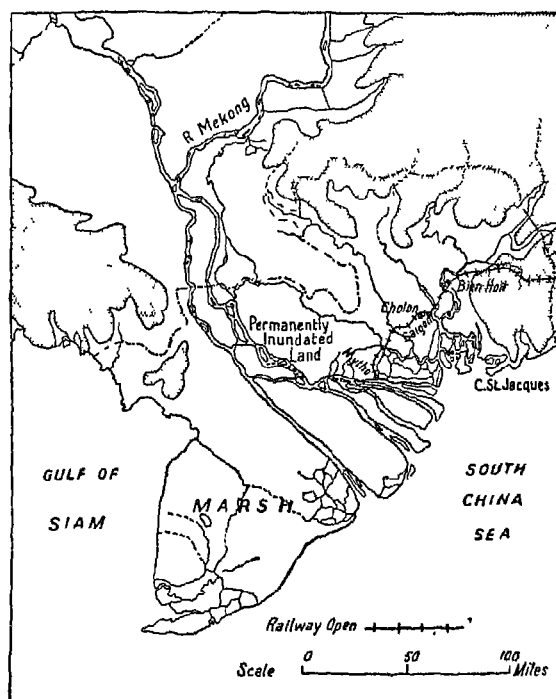 R Mekong
Bien Hoa
Cholon
Saigon
Permanently
Inundated
Land
Mytho
C. St. Jacques
GULF OF
SIAM
MARSH
SOUTH
CHINA
SEA
Railway Open
0 50 100
Scale Miles